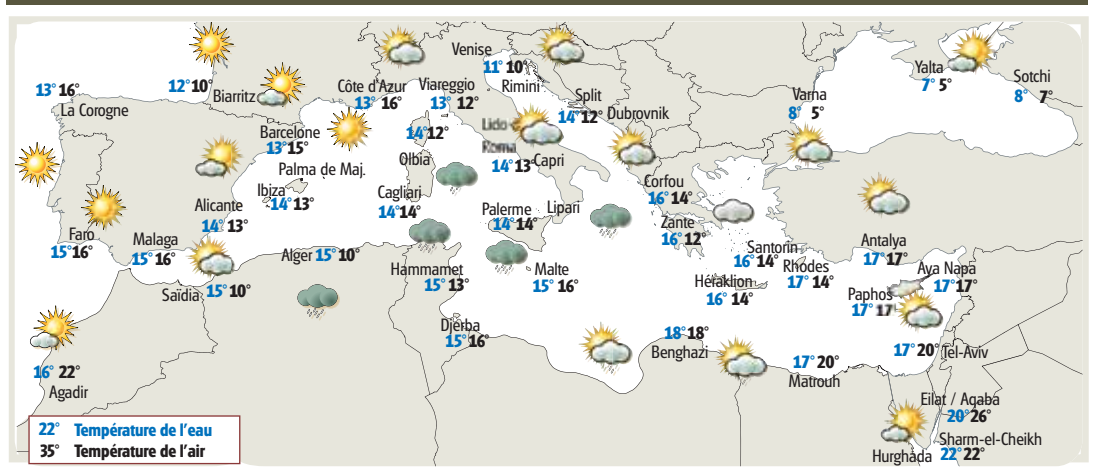 Venise
11° 10°
Rimini
Yalta
7° 5°
Sotchi
8° 7°
13° 16°
La Corogne
12° 10°
Biarritz
Côte d'Azur
13° 16°
Viareggio
13° 12°
Split
14° 12°
Dubrovnik
Varna
8° 5°
Barcelone
13° 15°
14° 12°
Olbia
Lido
Roma
14° 13°
Capri
Palma de Maj.
Ibiza
14° 13°
Cagliari
14° 14°
Corfou
16° 14°
Alicante
14° 13°
Palerme
14° 14°
Lipari
Zante
16° 12°
Faro
15° 16°
Malaga
15° 16°
Alger 15° 10°
Santorin
16° 14°
Rhodes
17° 14°
Antalya
17° 17°
Hammamet
15° 13°
Malte
15° 16°
Héraklion
16° 14°
Aya Napa
17° 17°
Paphos
17° 17°
Saïdia 15° 10°
Djerba
15° 16°
18° 18°
Benghazi
17° 20°
Tel-Aviv
17° 20°
Matrouh
16° 22°
Agadir
Eilat / Aqaba
20° 26°
Sharm-el-Cheikh
22° 22°
Hurghada
22° Température de l'eau
35° Température de l'air